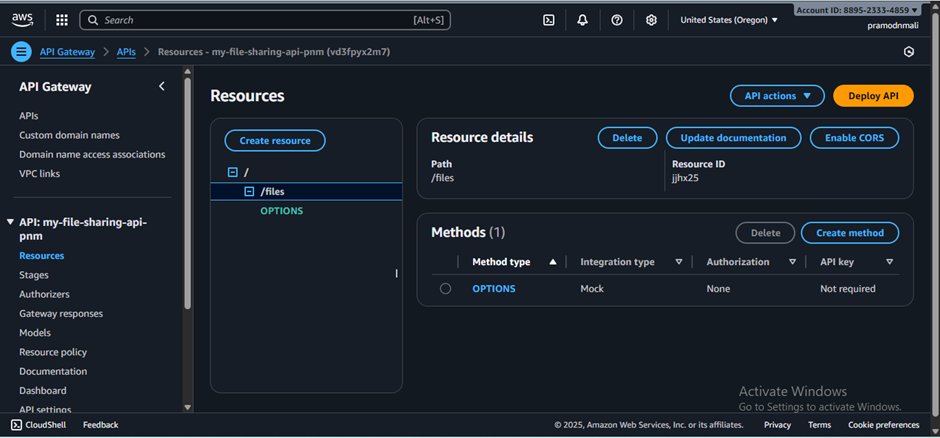 aws
Search [Alt+S]
United States (Oregon)
Account ID: 8895-2333-4859
pramodnmali
API Gateway
APIs
Resources - my-file-sharing-api-pnm (vd3fpyx2m7)
API Gateway
APIs
Custom domain names
Domain name access associations
VPC links
API: my-file-sharing-api-
pnm
Resources
Stages
Authorizers
Gateway responses
Models
Resource policy
Documentation
Dashboard
API settings
Resources
API actions
Deploy API
Create resource
/
/files
OPTIONS
Resource details
Delete
Update documentation
Enable CORS
Path
/files
Resource ID
jjhx25
Methods (1)
Delete
Create method
Method type Integration type Authorization API key
OPTIONS Mock None Not required
Activate Windows
Go to Settings to activate Windows.
CloudShell
Feedback
© 2025, Amazon Web Services, Inc. or its affiliates.
Privacy
Terms
Cookie preferences